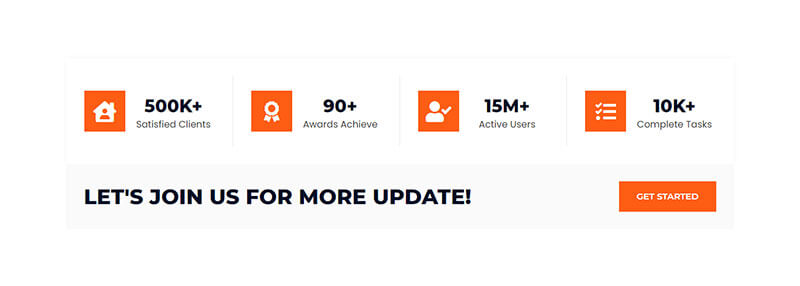 500K+
Satisfied Clients
90+
Awards Achieve
15M+
Active Users
10K+
Complete Tasks
LET'S JOIN US FOR MORE UPDATE!
GET STARTED